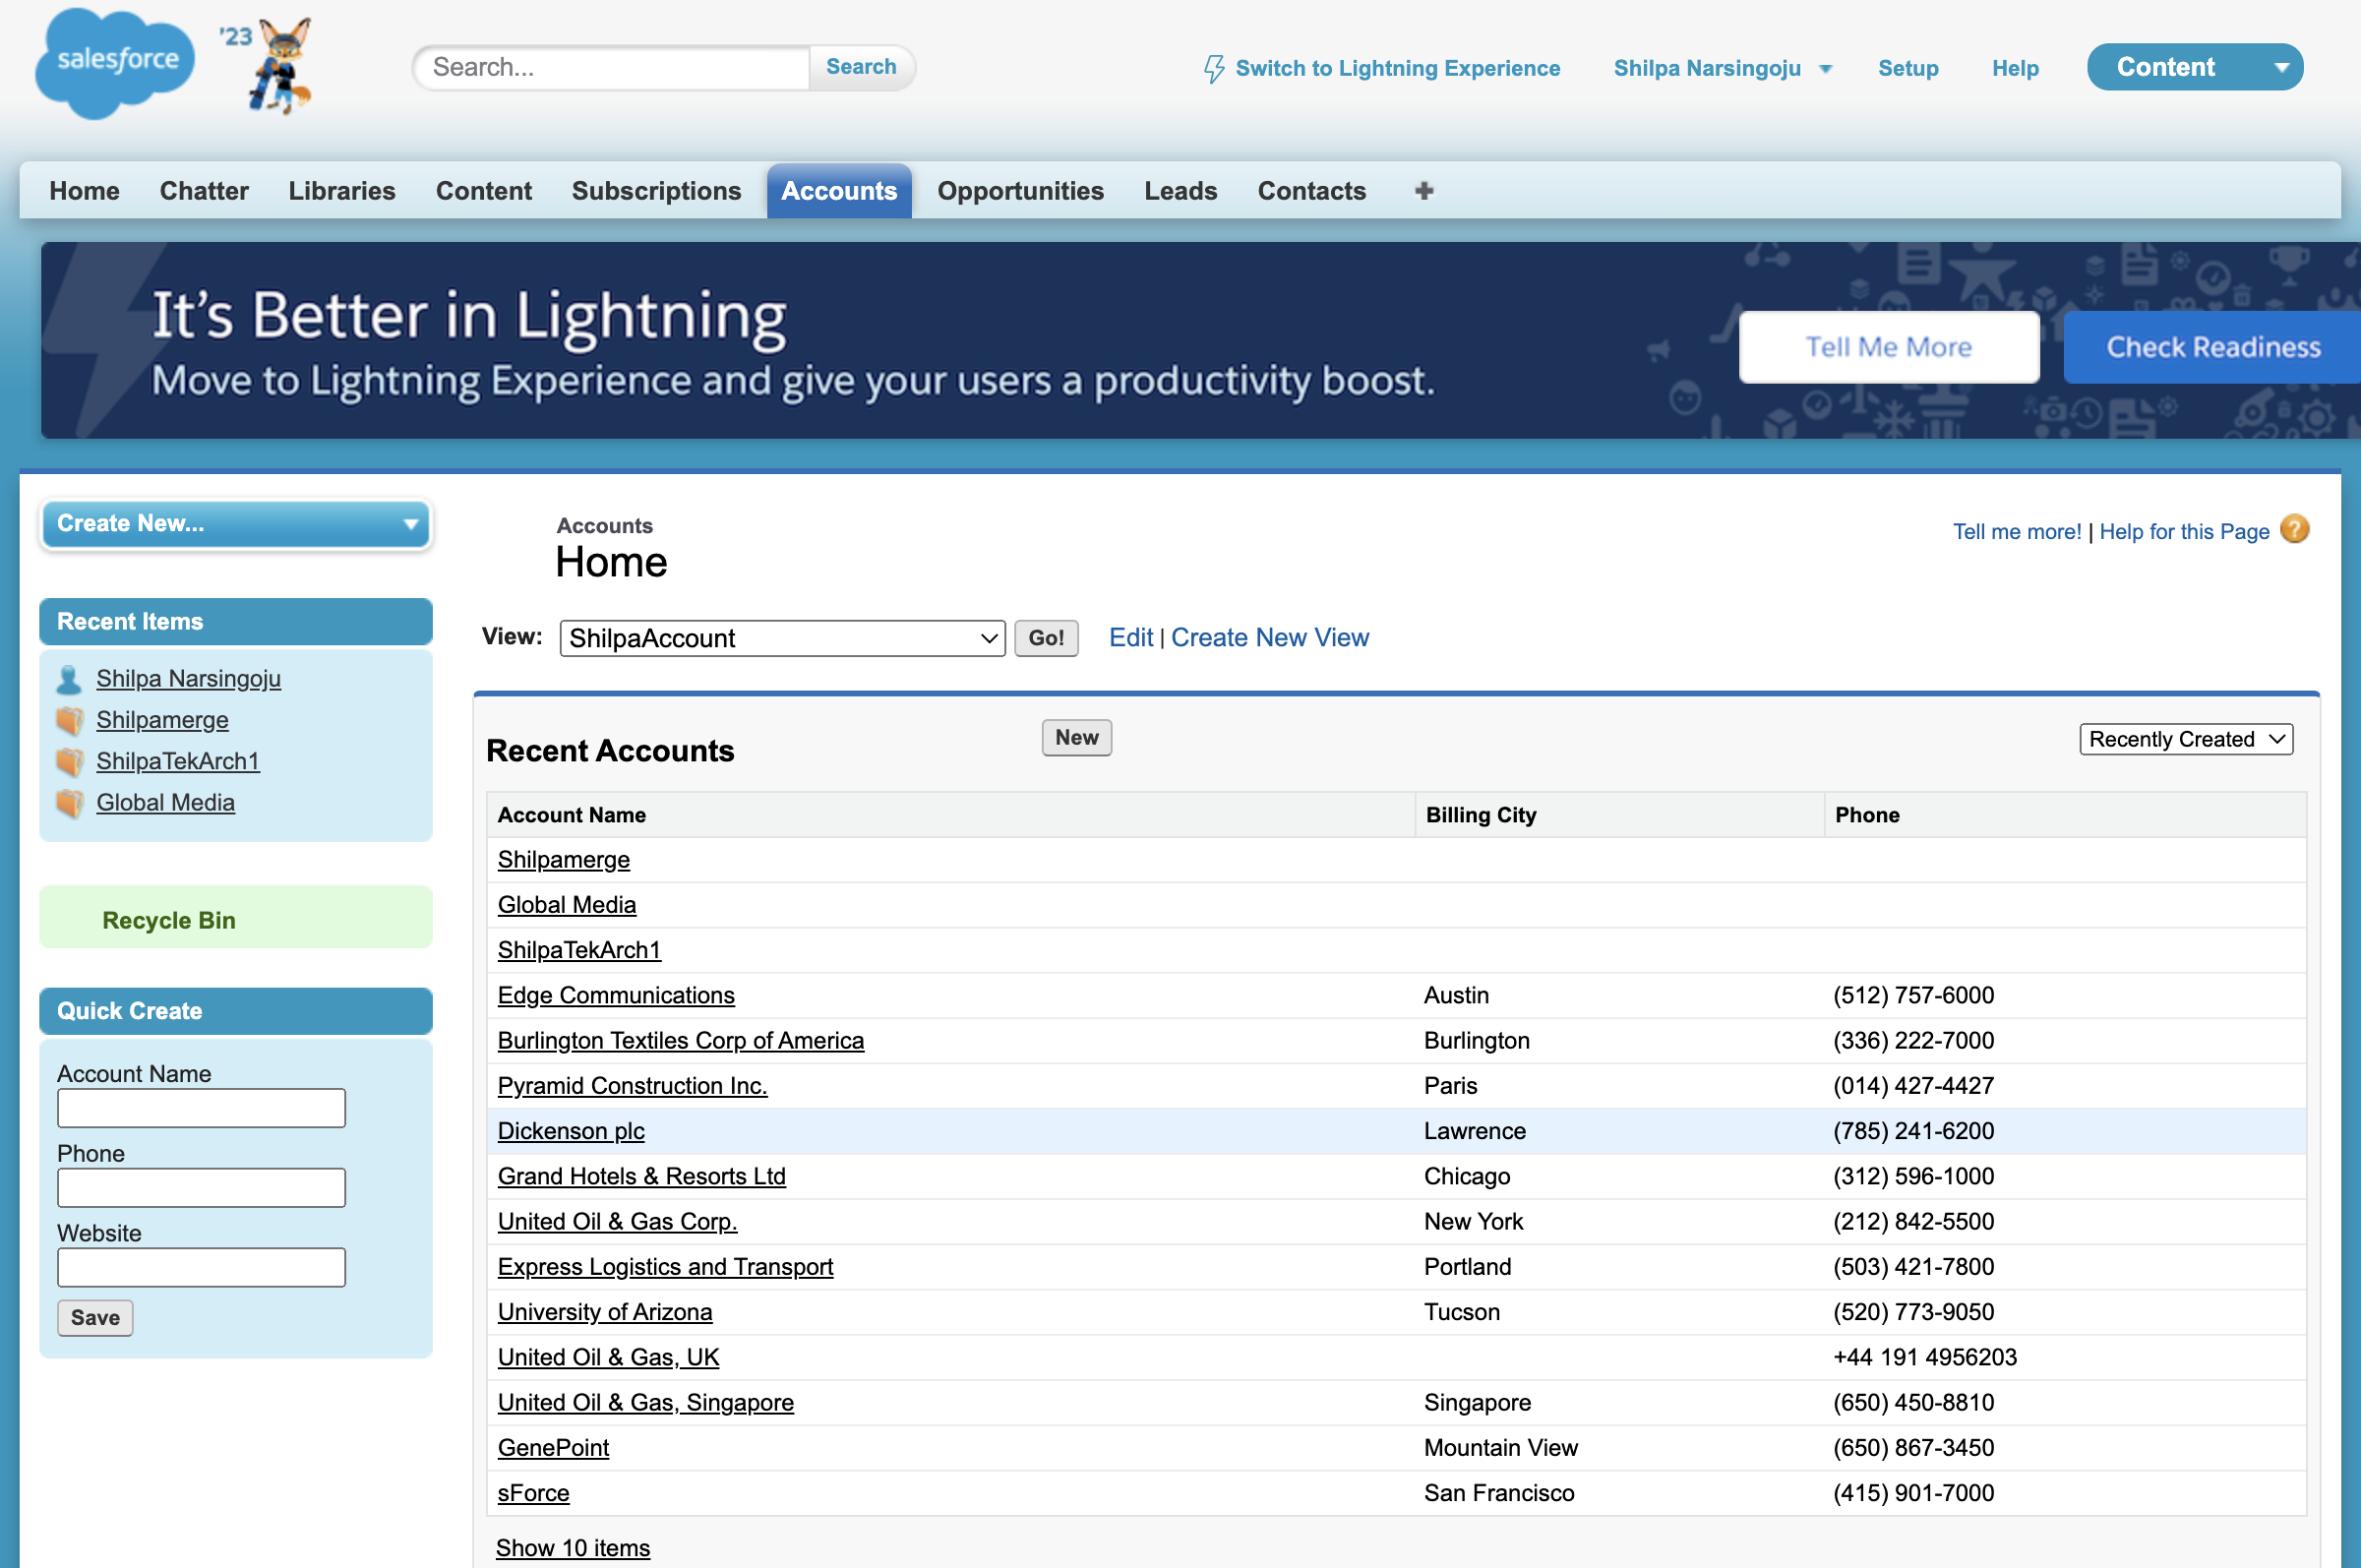 salesforce
'23
Search...
Search
Switch to Lightning Experience
Shilpa Narsingoju
Setup
Help
Content
Home
Chatter
Libraries
Content
Subscriptions
Accounts
Opportunities
Leads
Contacts
It's Better in Lightning
Move to Lightning Experience and give your users a productivity boost.
Tell Me More
Check Readiness
Create New...
Recent Items
Shilpa Narsingoju
Shilpamerge
ShilpaTekArch1
Global Media
Recycle Bin
Quick Create
Account Name
Phone
Website
Save
Accounts
Home
Tell me more! | Help for this Page ?
View: ShilpaAccount Go! Edit | Create New View
Recent Accounts New Recently Created
Account Name Billing City Phone
Shilpamerge
Global Media
ShilpaTekArch1
Edge Communications Austin (512) 757-6000
Burlington Textiles Corp of America Burlington (336) 222-7000
Pyramid Construction Inc. Paris (014) 427-4427
Dickenson plc Lawrence (785) 241-6200
Grand Hotels & Resorts Ltd Chicago (312) 596-1000
United Oil & Gas Corp. New York (212) 842-5500
Express Logistics and Transport Portland (503) 421-7800
University of Arizona Tucson (520) 773-9050
United Oil & Gas, UK +44 191 4956203
United Oil & Gas, Singapore Singapore (650) 450-8810
GenePoint Mountain View (650) 867-3450
sForce San Francisco (415) 901-7000
Show 10 items